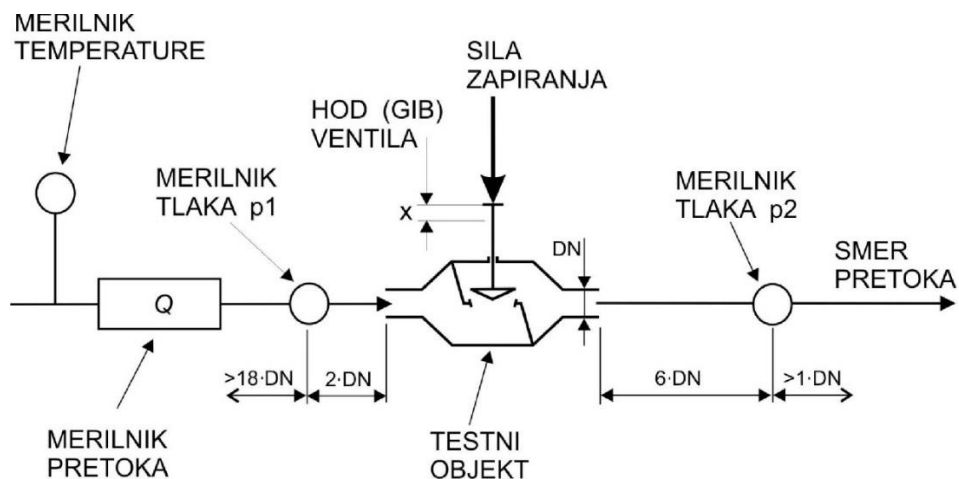 MERILNIK
TEMPERATURE
SILA
ZAPIRANJA
HOD (GIB)
VENTILA
MERILNIK
TLAKA p1
MERILNIK
TLAKA p2
x
DN
SMER
PRETOKA
Q
>18·DN
2·DN
6·DN
>1·DN
MERILNIK
PRETOKA
TESTNI
OBJEKT